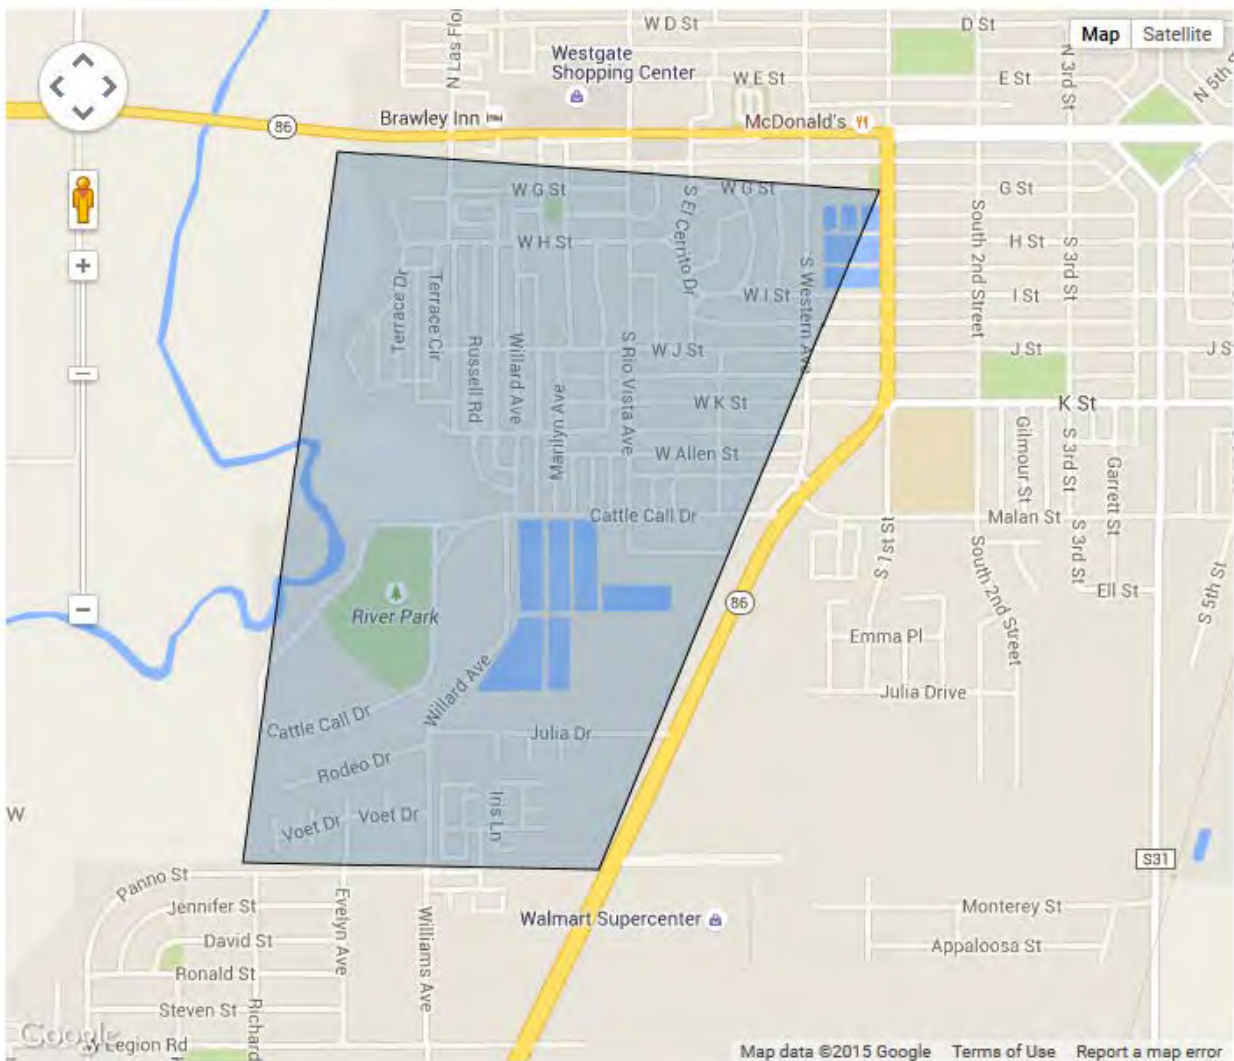 W D St
D St
Map
Satellite
N Las Flo
Westgate
Shopping Center
W E St
E St
N 3rd St
N 5th S
86
Brawley Inn
McDonald's
W G St
W G St
G St
S El Cerrito Dr
W H St
H St
S 3rd St
South 2nd Street
S Western Ave
Terrace Dr
Terrace Cir
W I St
I St
Russell Rd
Willard Ave
S Rio Vista Ave
W J St
J St
J S
Marilyn Ave
W K St
K St
W Allen St
Gilmour St
S 3rd St
Garrett St
Cattle Call Dr
Malan St
S 1st St
South 2nd Street
S 3rd St
Ell St
S 5th St
River Park
86
Emma Pl
Willard Ave
Julia Drive
Cattle Call Dr
Julia Dr
Rodeo Dr
Iris Ln
W
Voet Dr
Voet Dr
S31
Panno St
Jennifer St
Evelyn Ave
Williams Ave
Walmart Supercenter
Monterey St
David St
Appaloosa St
Ronald St
Steven St
Richard
Google
W Legion Rd
Map data ©2015 Google
Terms of Use
Report a map error